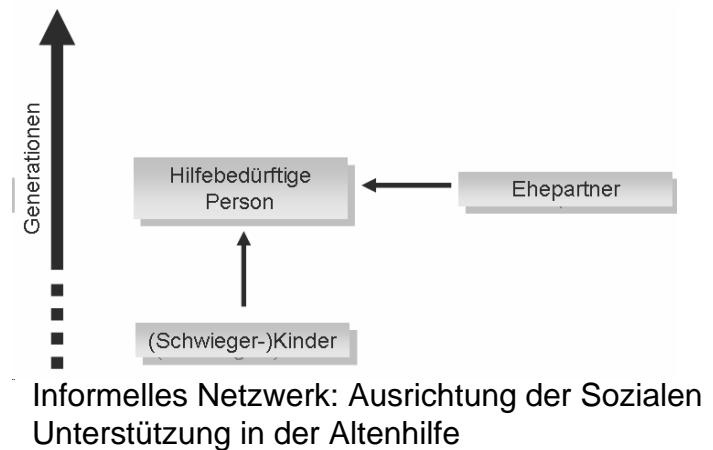 Generationen
Hilfebedürftige
Person
Ehepartner
(Schwieger-)Kinder
Informelles Netzwerk: Ausrichtung der Sozialen
Unterstützung in der Altenhilfe